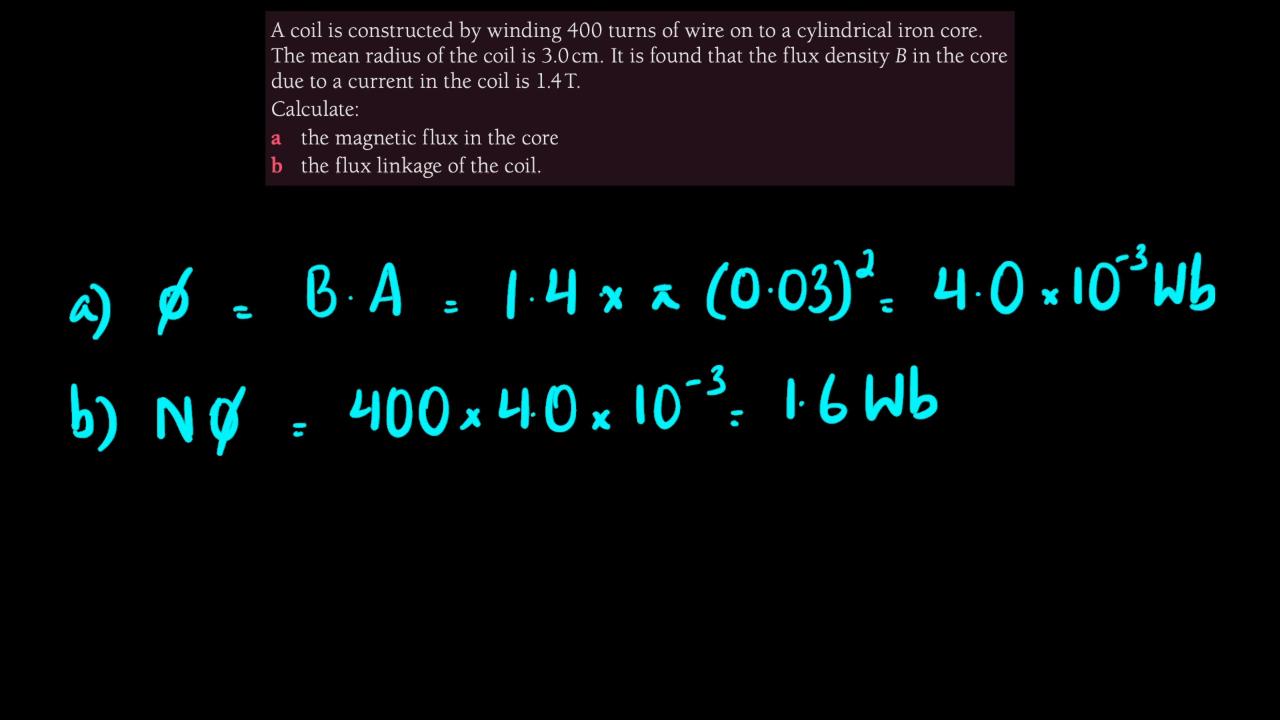 A coil is constructed by winding 400 turns of wire on to a cylindrical iron core.
The mean radius of the coil is 3.0 cm. It is found that the flux density B in the core
due to a current in the coil is 1.4 T.
Calculate:
a the magnetic flux in the core
b the flux linkage of the coil.
a) ϕ = B·A = 1·4 × π (0·03)² = 4·0 × 10⁻³ Wb
b) Nϕ = 400 × 4·0 × 10⁻³ = 1·6 Wb